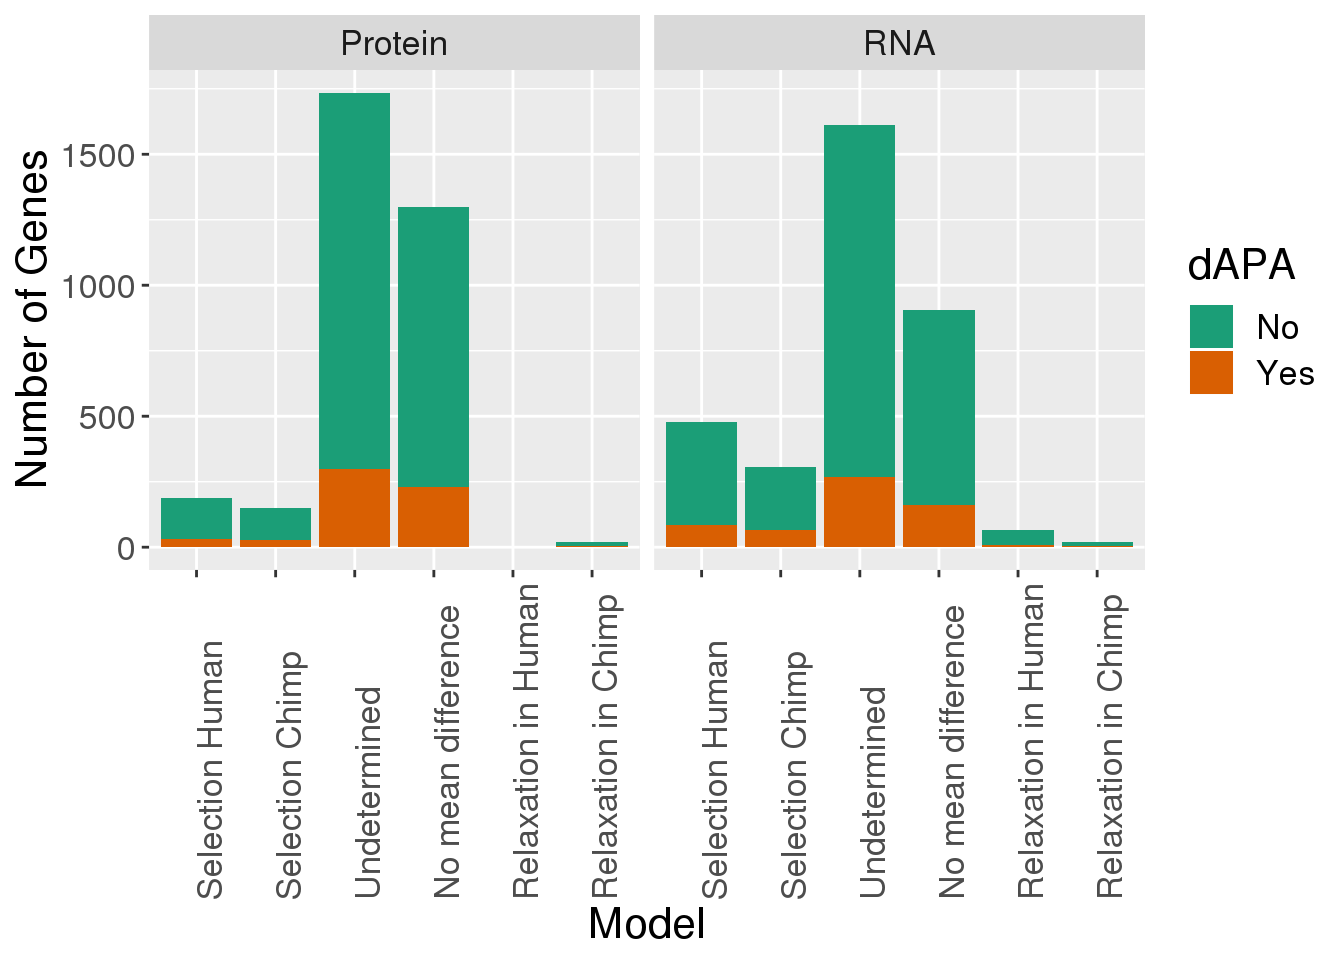 Protein
RNA
Number of Genes
1500
1000
500
0
Selection Human
Selection Chimp
Undetermined
No mean difference
Relaxation in Human
Relaxation in Chimp
Selection Human
Selection Chimp
Undetermined
No mean difference
Relaxation in Human
Relaxation in Chimp
Model
dAPA
No
Yes